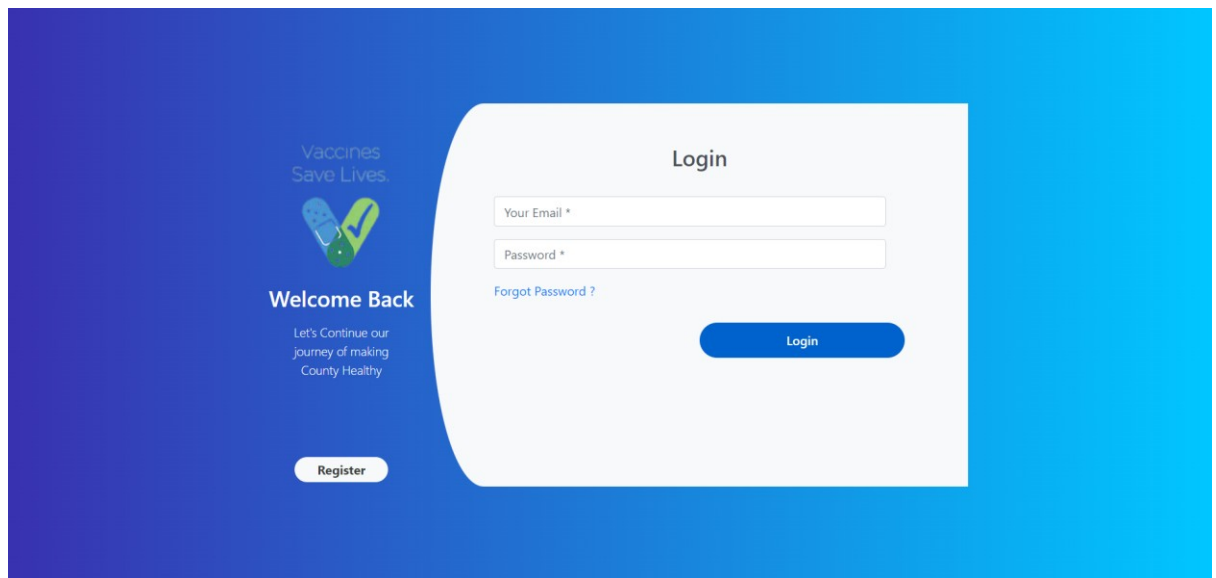 Vaccines
Save Lives.
Welcome Back
Let's Continue our
journey of making
County Healthy
Register
Login
Your Email *
Password *
Forgot Password ?
Login